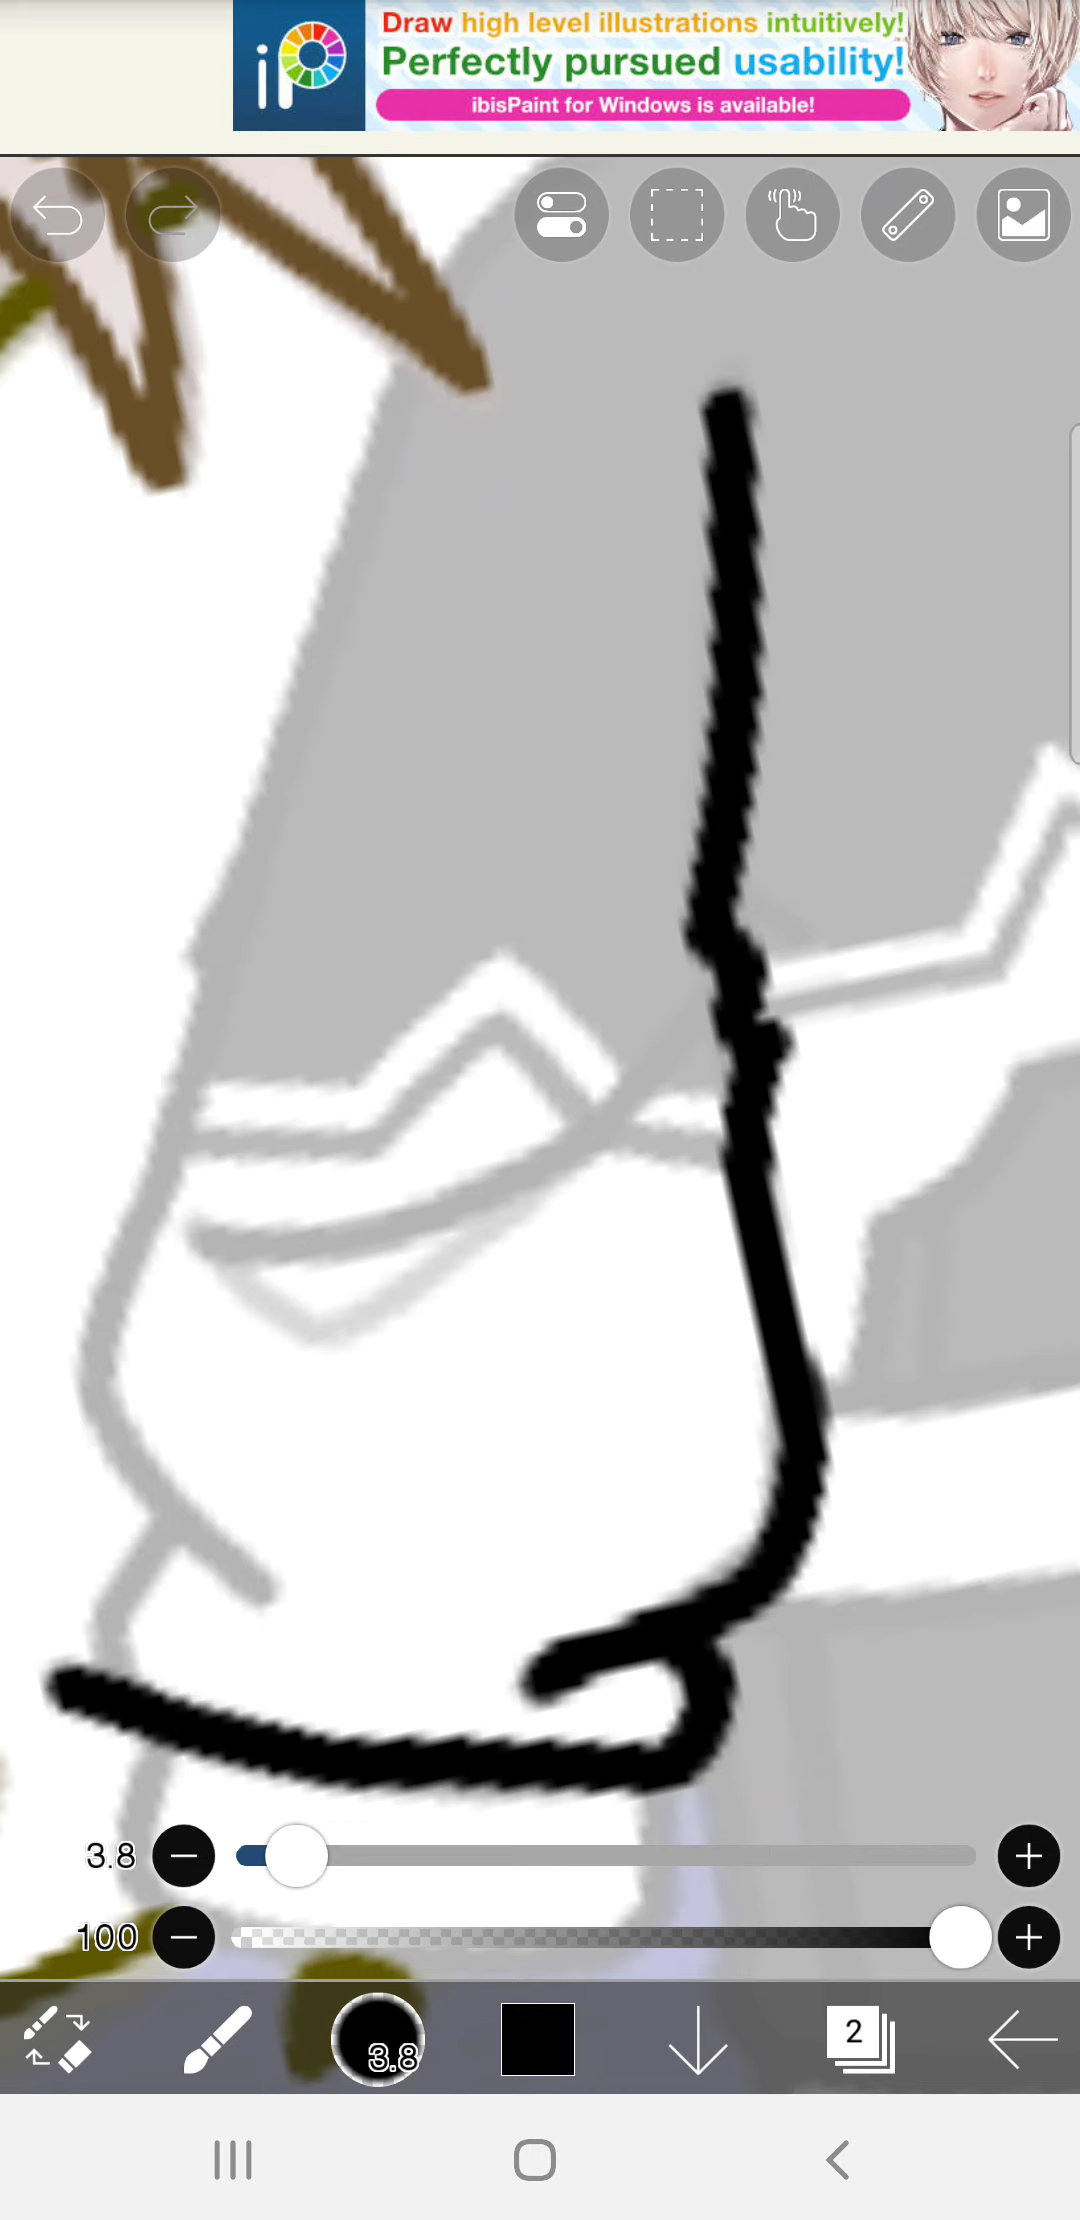 iP
Draw high level illustrations intuitively!
Perfectly pursued usability!
ibisPaint for Windows is available!
3.8
100
3.8
2